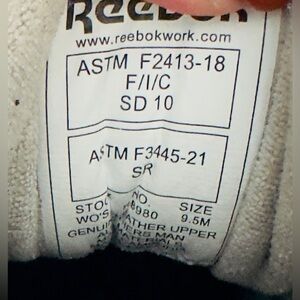 Reebok
www.reebokwork.com
ASTM F2413-18
F/I/C
SD 10
ASTM F3445-21
SR
STOCK NO. SIZE
WO'S 9.5M
LEATHER UPPER